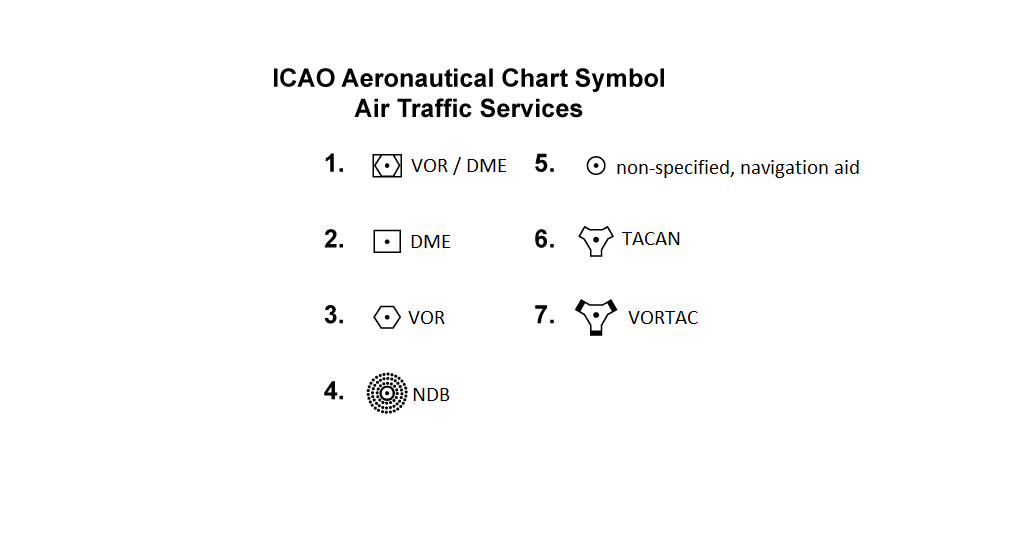 ICAO Aeronautical Chart Symbol
Air Traffic Services
1. VOR / DME
2. DME
3. VOR
4. NDB
5. non-specified, navigation aid
6. TACAN
7. VORTAC